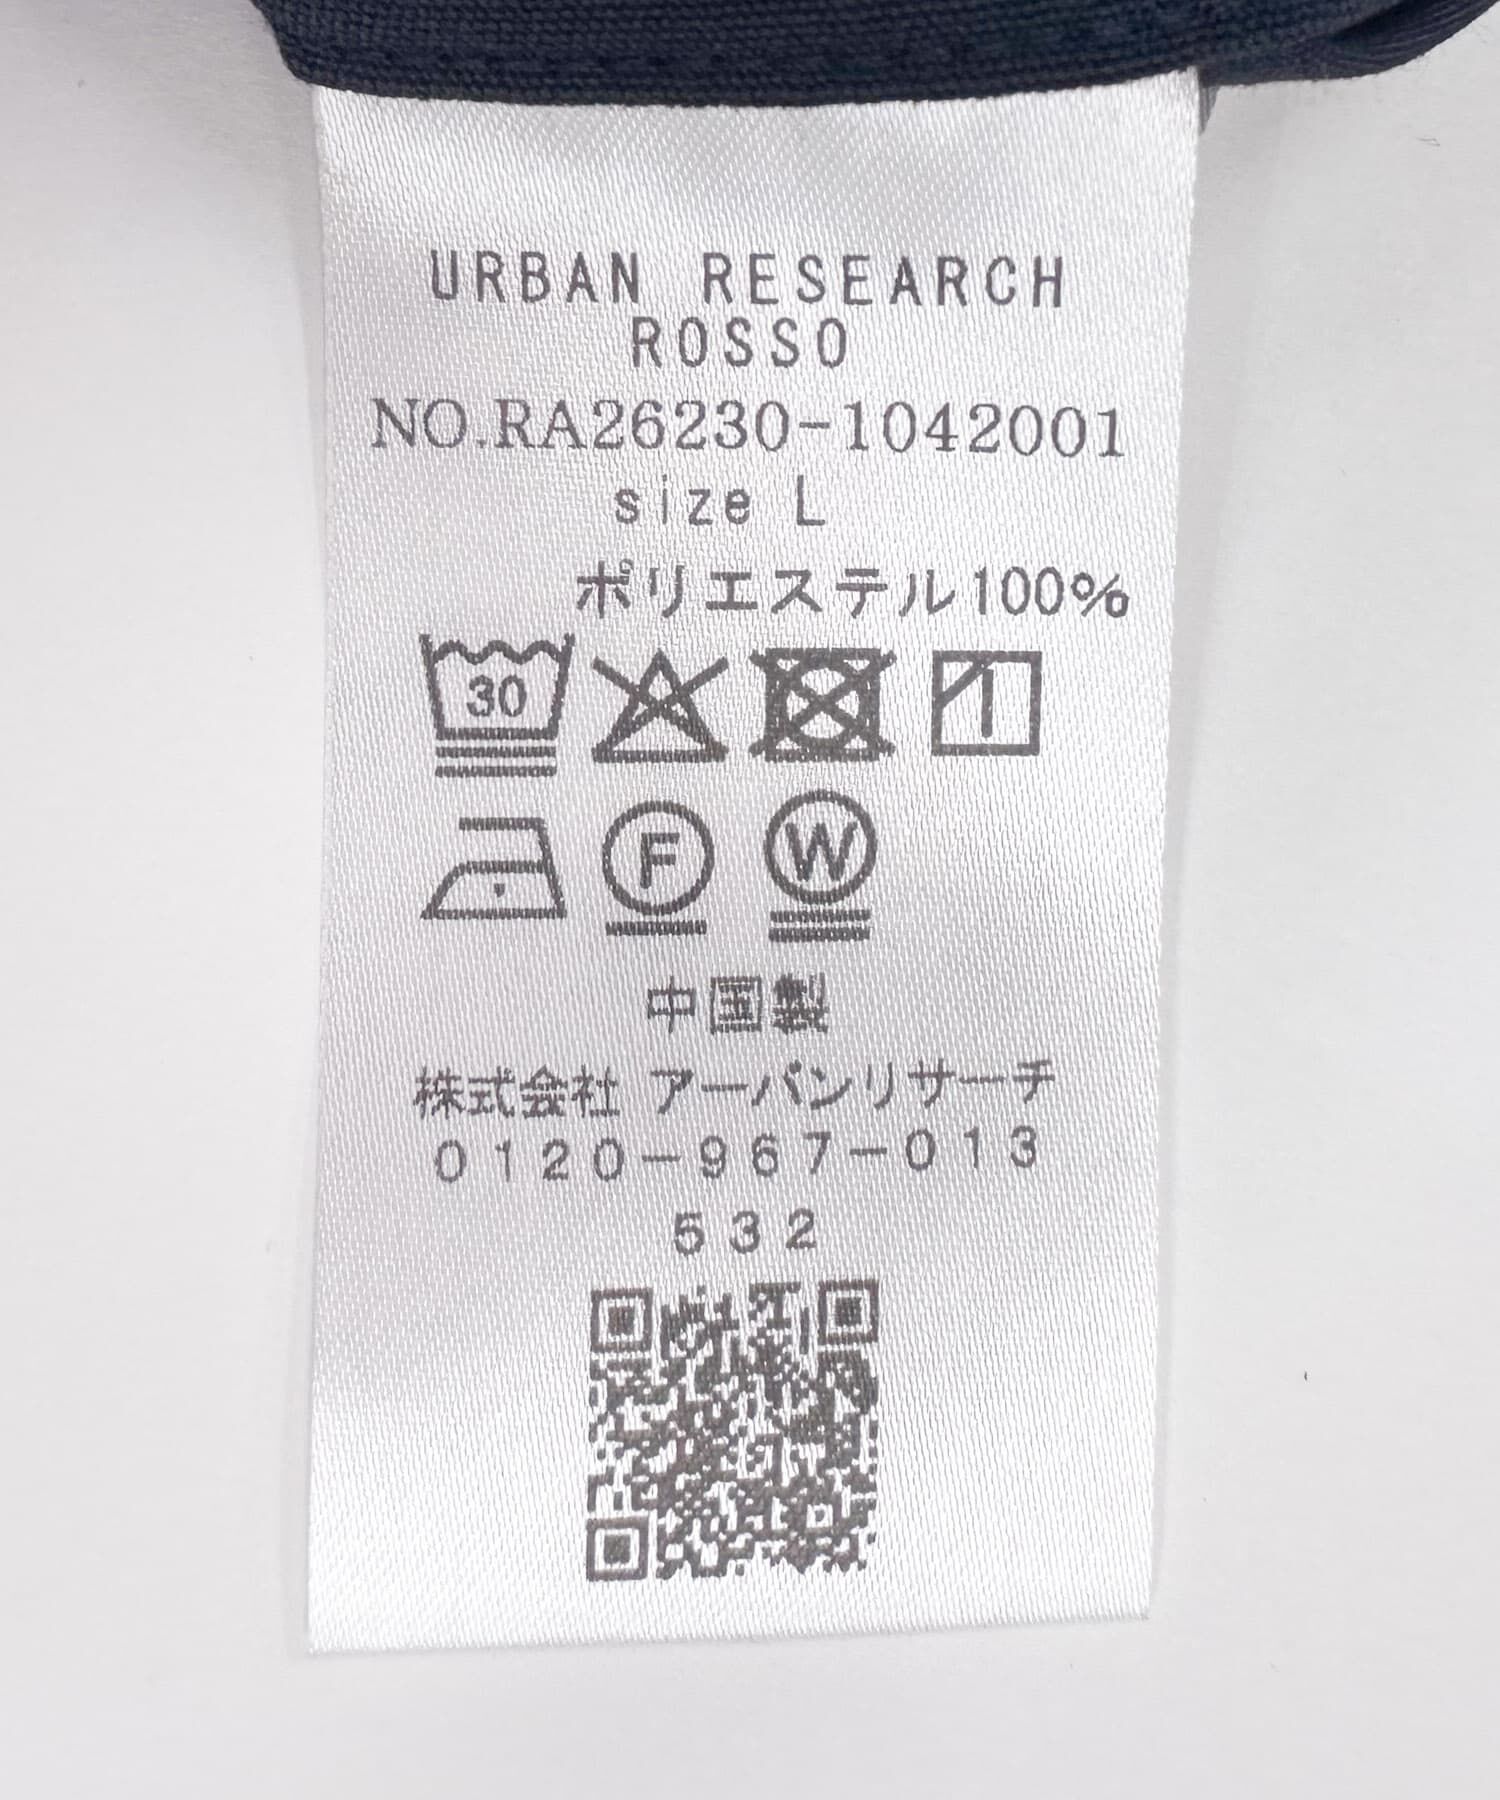 URBAN RESEARCH
ROSSO
NO.RA26230-1042001
size L
ポリエステル100%
30
F
W
中国製
株式会社 アーバンリサーチ
0120-967-013
532